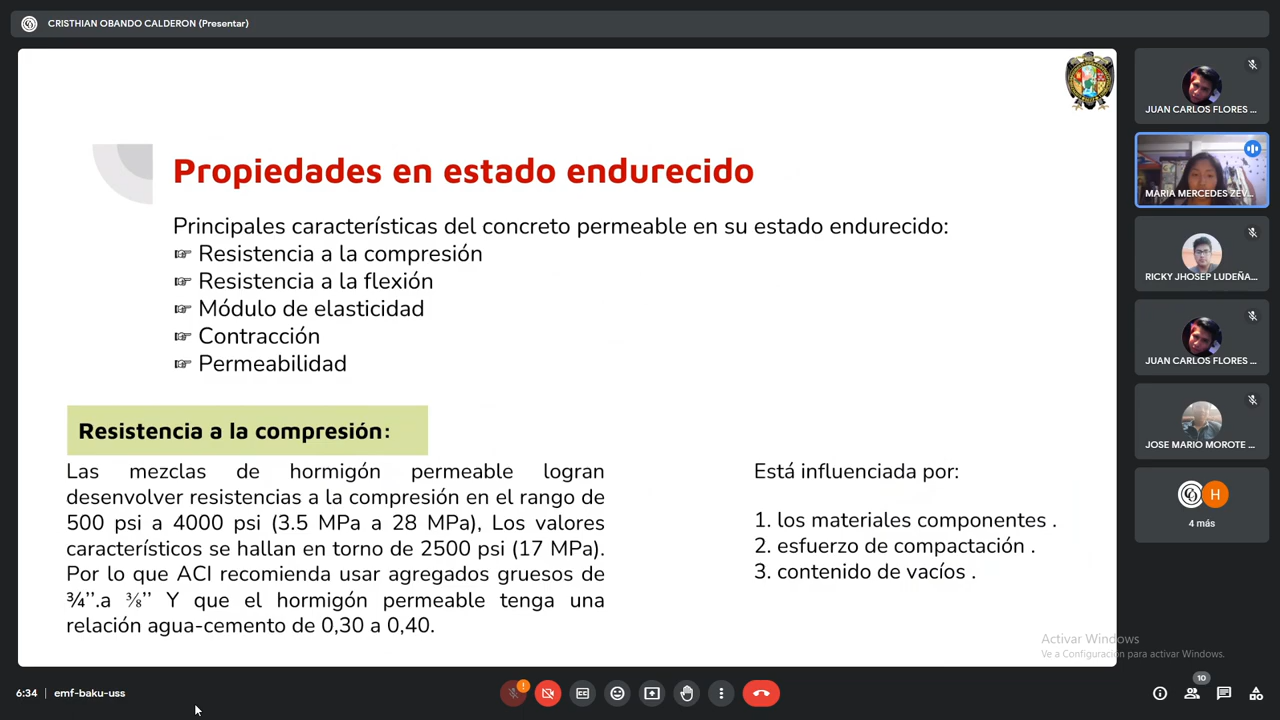 CRISTHIAN OBANDO CALDERON (Presentar)
Propiedades en estado endurecido
Principales características del concreto permeable en su estado endurecido:
☞ Resistencia a la compresión
☞ Resistencia a la flexión
☞ Módulo de elasticidad
☞ Contracción
☞ Permeabilidad
Resistencia a la compresión:
Las mezclas de hormigón permeable logran
desenvolver resistencias a la compresión en el rango de
500 psi a 4000 psi (3.5 MPa a 28 MPa), Los valores
característicos se hallan en torno de 2500 psi (17 MPa).
Por lo que ACI recomienda usar agregados gruesos de
¾’’.a ⅜’’ Y que el hormigón permeable tenga una
relación agua-cemento de 0,30 a 0,40.
Está influenciada por:
1. los materiales componentes .
2. esfuerzo de compactación .
3. contenido de vacíos .
Activar Windows
Ve a Configuración para activar Windows.
JUAN CARLOS FLORES ...
MARIA MERCEDES ZEV...
RICKY JHOSEP LUDEÑA...
JUAN CARLOS FLORES ...
JOSE MARIO MOROTE ...
H
4 más
6:34 | emf-baku-uss
10